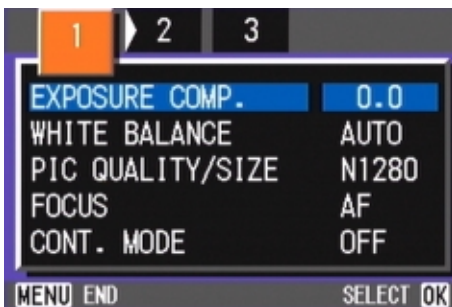 1 2 3
EXPOSURE COMP. 0.0
WHITE BALANCE AUTO
PIC QUALITY/SIZE N1280
FOCUS AF
CONT. MODE OFF
MENU END SELECT OK